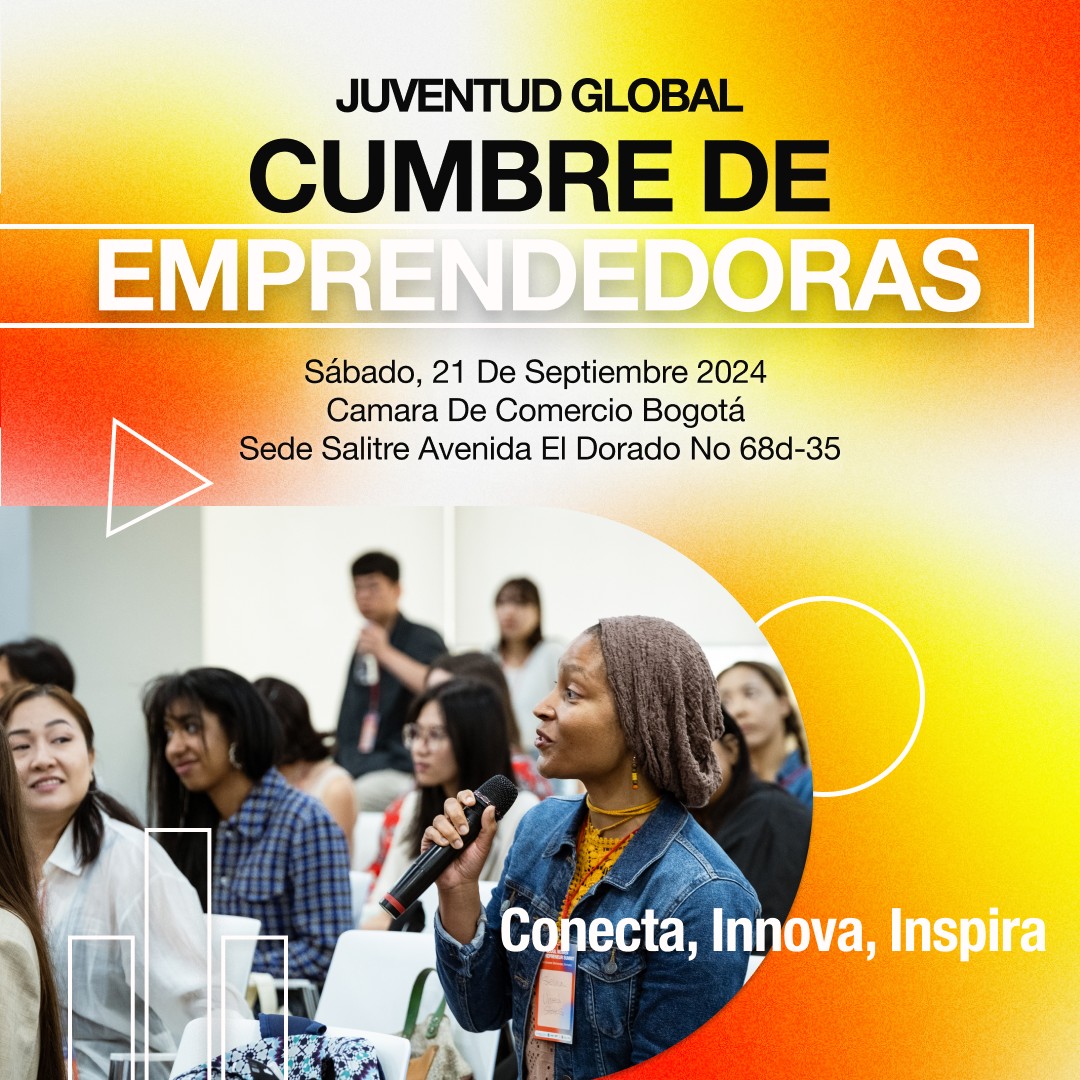 JUVENTUD GLOBAL
CUMBRE DE
EMPRENDEDORAS
Sábado, 21 De Septiembre 2024
Camara De Comercio Bogotá
Sede Salitre Avenida El Dorado No 68d-35
Conecta, Innova, Inspira